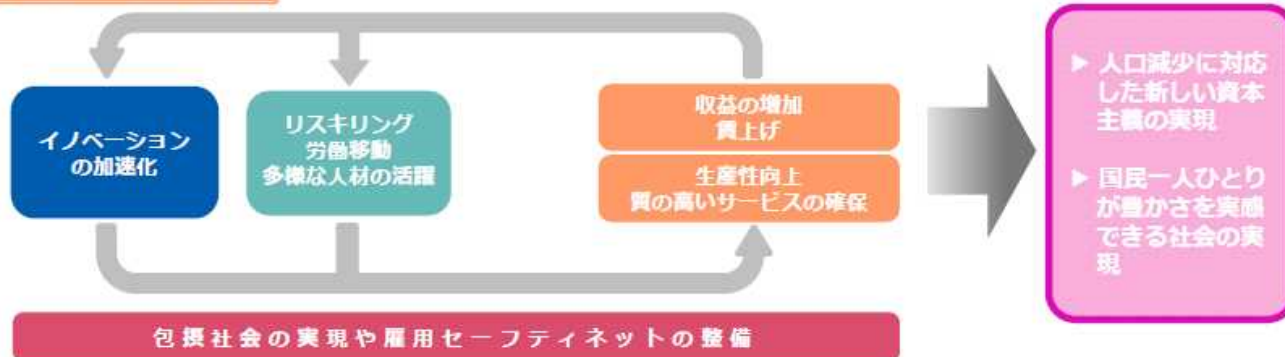 イノベーション
の加速化
リスキリング
労働移動
多様な人材の活躍
収益の増加
賃上げ
生産性向上
質の高いサービスの確保
▶ 人口減少に対応
した新しい資本
主義の実現
▶ 国民一人ひとり
が豊かさを実感
できる社会の実
現
包摂社会の実現や雇用セーフティネットの整備